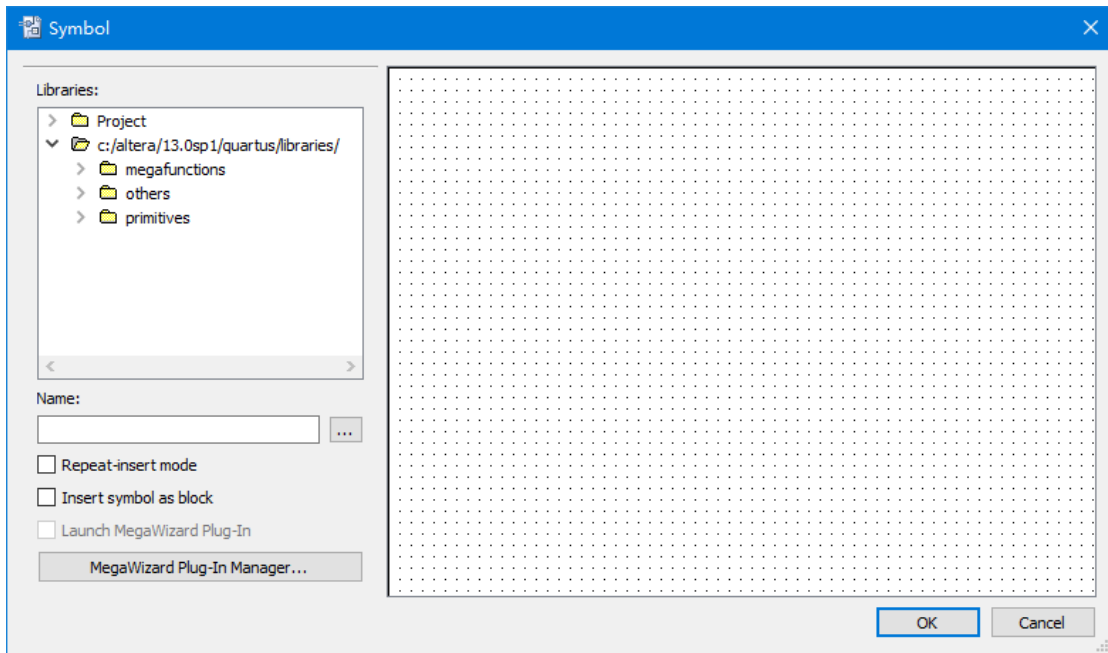 Symbol
Libraries:
Project
c:/altera/13.0sp1/quartus/libraries/
megafunctions
others
primitives
Name:
...
Repeat-insert mode
Insert symbol as block
Launch MegaWizard Plug-In
MegaWizard Plug-In Manager...
OK
Cancel